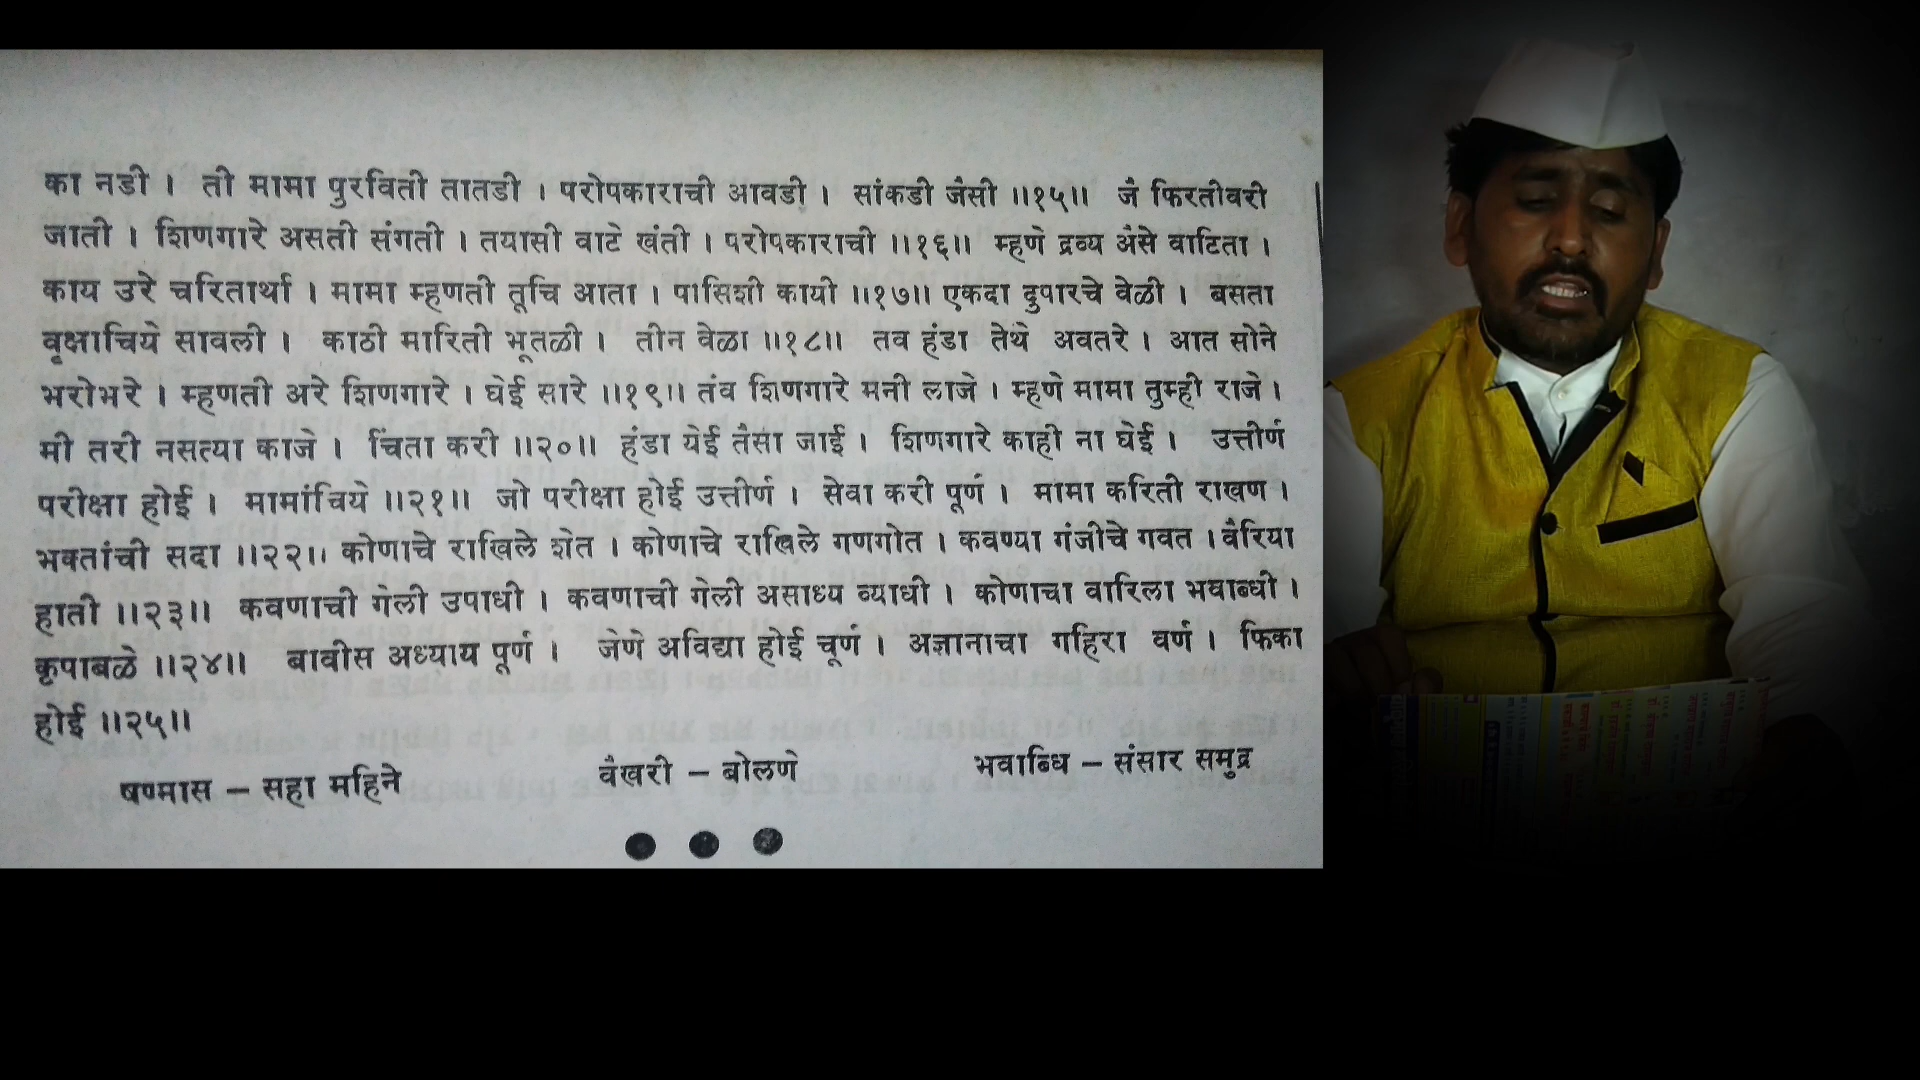 का नडी । ती मामा पुरविती तातडी । परोपकाराची आवडी । सांकडी जैसी ॥१५॥ जै फिरतीवरी
जाती । शिणगारे असती संगती । तयासी वाटे खंती । परोपकाराची ॥१६॥ म्हणे द्रव्य अैसे वाटिता ।
काय उरे चरितार्था । मामा म्हणती तूचि आता । पासिशी कायी ॥१७॥ एकदा दुपारचे वेळी । बसता
वृक्षाचिये सावली । काठी मारिती भूतळी । तीन वेळा ॥१८॥ तव हंडा तेथे अवतरे । आत सोने
भरोभरे । म्हणती अरे शिणगारे । घेई सारे ॥१९॥ तंव शिणगारे मनी लाजे । म्हणे मामा तुम्ही राजे ।
मी तरी नसत्या काजे । चिंता करी ॥२०॥ हंडा येई तैसा जाई । शिणगारे काही ना घेई । उत्तीर्ण
परीक्षा होई । मामांचिये ॥२१॥ जो परीक्षा होई उत्तीर्ण । सेवा करी पूर्ण । मामा करिती राखण ।
भक्तांची सदा ॥२२॥ कोणाचे राखिले शेत । कोणाचे राखिले गणगोत । कवण्या गंजीचे गवत । वैरिया
हाती ॥२३॥ कवणाची गेली उपाधी । कवणाची गेली असाध्य व्याधी । कोणाचा वारिला भवाब्धी ।
कृपाबळे ॥२४॥ बावीस अध्याय पूर्ण । जेणे अविद्या होई चूर्ण । अज्ञानाचा गहिरा वर्ण । फिका
होई ॥२५॥
षण्मास – सहा महिने वैखरी – बोलणे भवाब्धि – संसार समुद्र